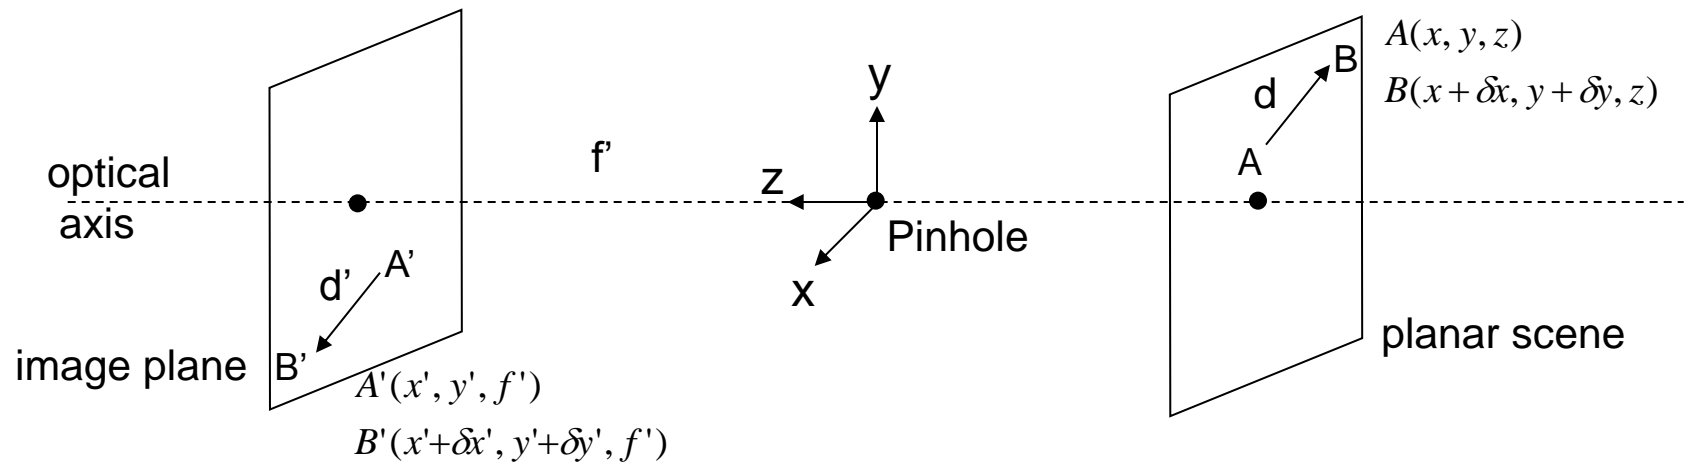 A(x, y, z)
B
y
d
B(x + δx, y + δy, z)
f’
optical
A
z
axis
Pinhole
A’
d’
x
planar scene
image plane
B’
A'(x', y', f')
B'(x'+δx', y'+δy', f')